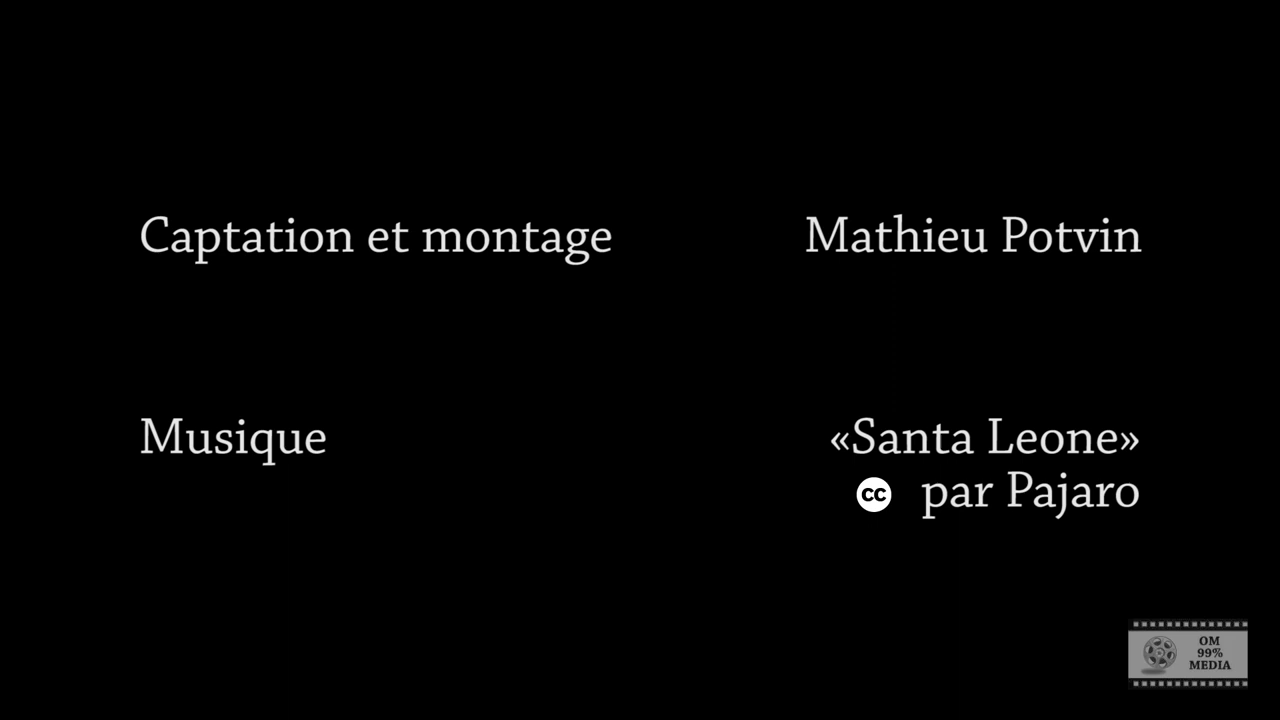 Captation et montage
Mathieu Potvin
Musique
«Santa Leone»
cc par Pajaro
OM
99%
MEDIA